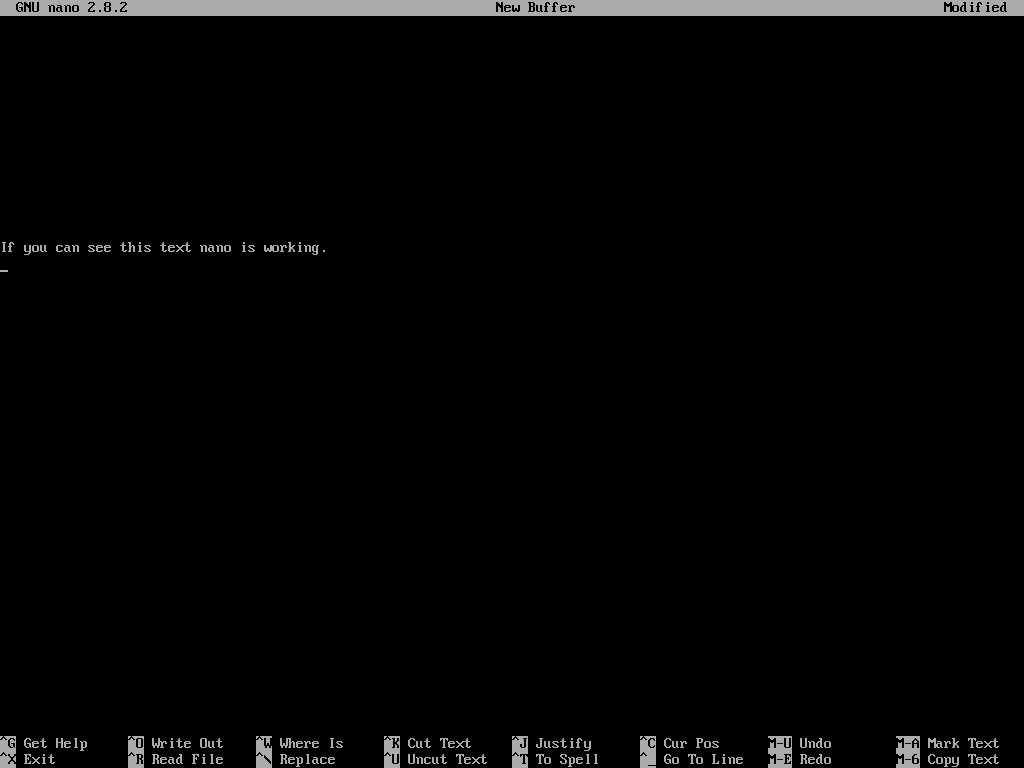 GNU nano 2.8.2 New Buffer Modified
If you can see this text nano is working.
^G Get Help ^O Write Out ^W Where Is ^K Cut Text ^J Justify ^C Cur Pos M-U Undo M-A Mark Text
^X Exit ^R Read File ^\ Replace ^U Uncut Text ^T To Spell ^_ Go To Line M-E Redo M-6 Copy Text